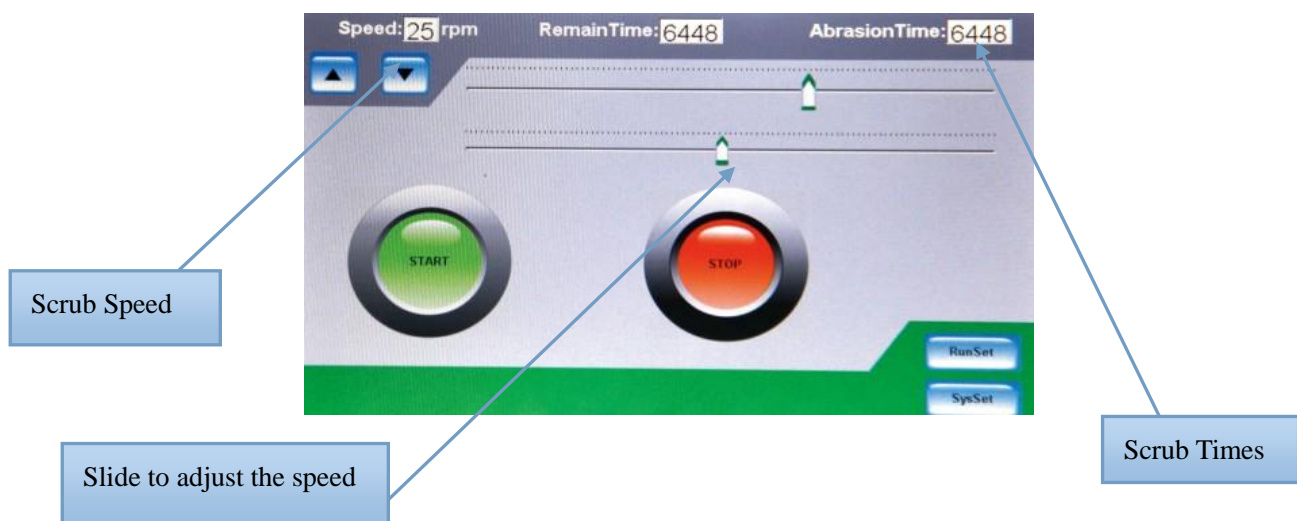 Speed: 25 rpm RemainTime: 6448 AbrasionTime: 6448
START STOP
Scrub Speed
RunSet
SysSet
Scrub Times
Slide to adjust the speed